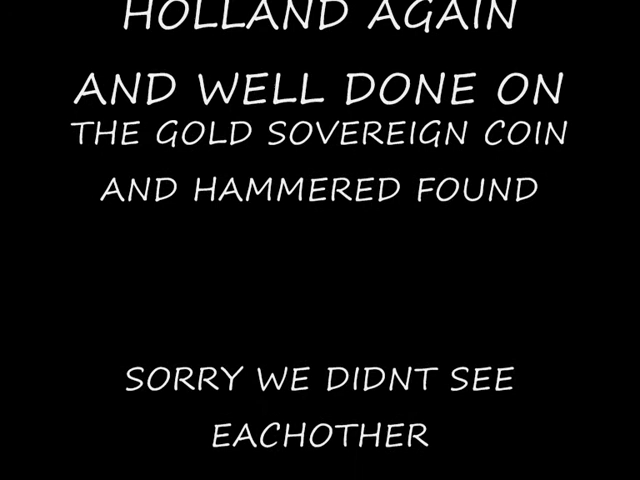 HOLLAND AGAIN
AND WELL DONE ON
THE GOLD SOVEREIGN COIN
AND HAMMERED FOUND
SORRY WE DIDNT SEE
EACHOTHER